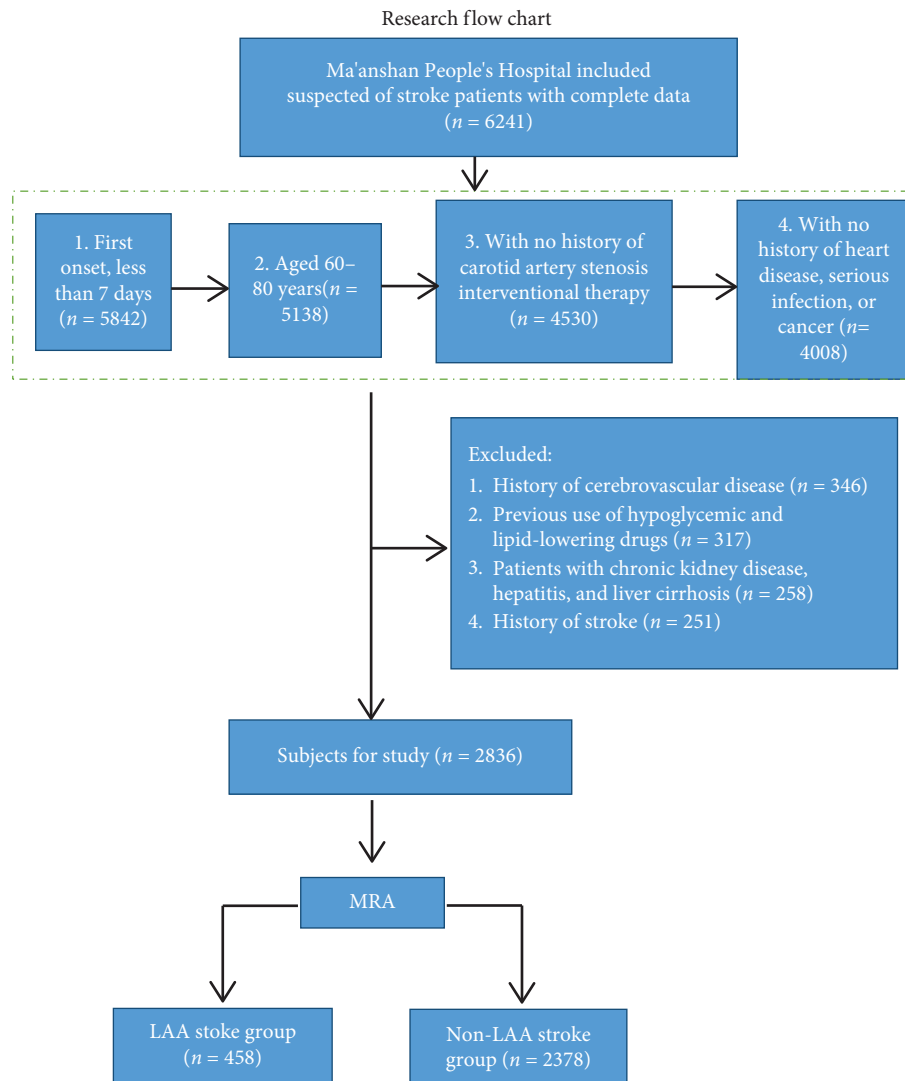 Research flow chart
Ma'anshan People's Hospital included
suspected of stroke patients with complete data
(n = 6241)
1. First
onset, less
than 7 days
(n = 5842)
2. Aged 60–
80 years(n =
5138)
3. With no history of
carotid artery stenosis
interventional therapy
(n = 4530)
4. With no
history of heart
disease, serious
infection, or
cancer (n=
4008)
Excluded:
1. History of cerebrovascular disease (n = 346)
2. Previous use of hypoglycemic and
lipid-lowering drugs (n = 317)
3. Patients with chronic kidney disease,
hepatitis, and liver cirrhosis (n = 258)
4. History of stroke (n = 251)
Subjects for study (n = 2836)
MRA
LAA stoke group
(n = 458)
Non-LAA stroke
group (n = 2378)